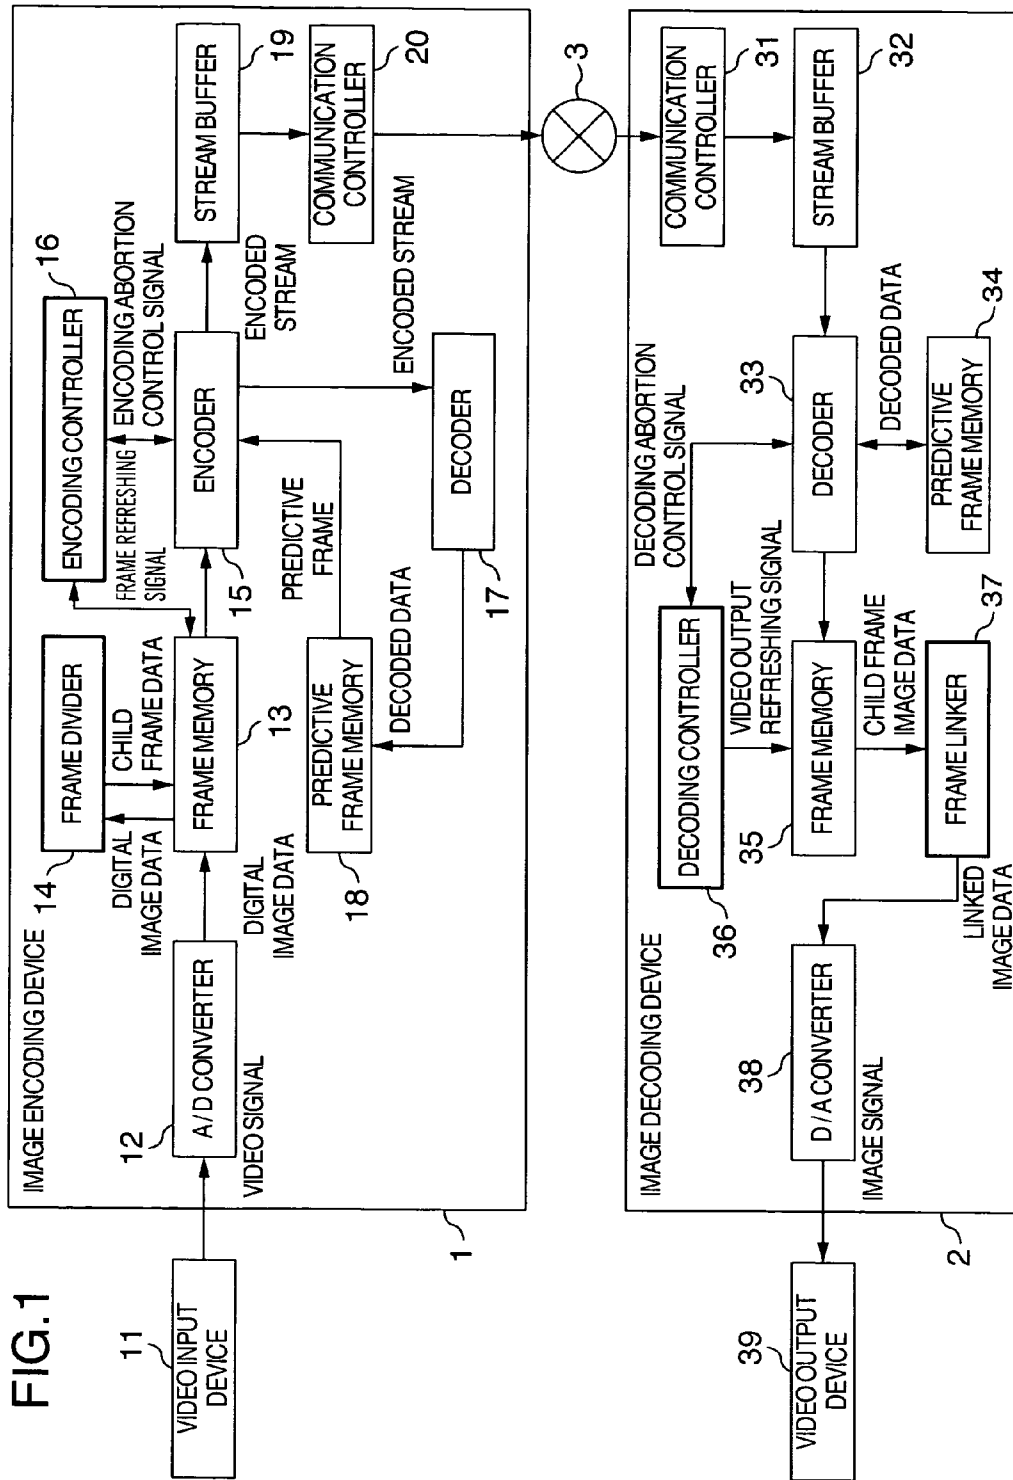 FIG.1
IMAGE ENCODING DEVICE
1
11
VIDEO INPUT
DEVICE
12
A/D CONVERTER
VIDEO SIGNAL
14
FRAME DIVIDER
DIGITAL
IMAGE DATA
CHILD
FRAME DATA
FRAME MEMORY
13
DIGITAL
IMAGE DATA
16
ENCODING CONTROLLER
FRAME REFRESHING
SIGNAL
ENCODING ABORTION
CONTROL SIGNAL
15
ENCODER
ENCODED
STREAM
PREDICTIVE
FRAME
18
PREDICTIVE
FRAME MEMORY
DECODED DATA
17
DECODER
ENCODED STREAM
19
STREAM BUFFER
20
COMMUNICATION
CONTROLLER
3
IMAGE DECODING DEVICE
2
31
COMMUNICATION
CONTROLLER
32
STREAM BUFFER
DECODING ABORTION
CONTROL SIGNAL
33
DECODER
DECODED DATA
34
PREDICTIVE
FRAME MEMORY
36
DECODING CONTROLLER
VIDEO OUTPUT
REFRESHING SIGNAL
35
FRAME MEMORY
CHILD FRAME
IMAGE DATA
37
FRAME LINKER
LINKED
IMAGE DATA
38
D/A CONVERTER
IMAGE SIGNAL
39
VIDEO OUTPUT
DEVICE